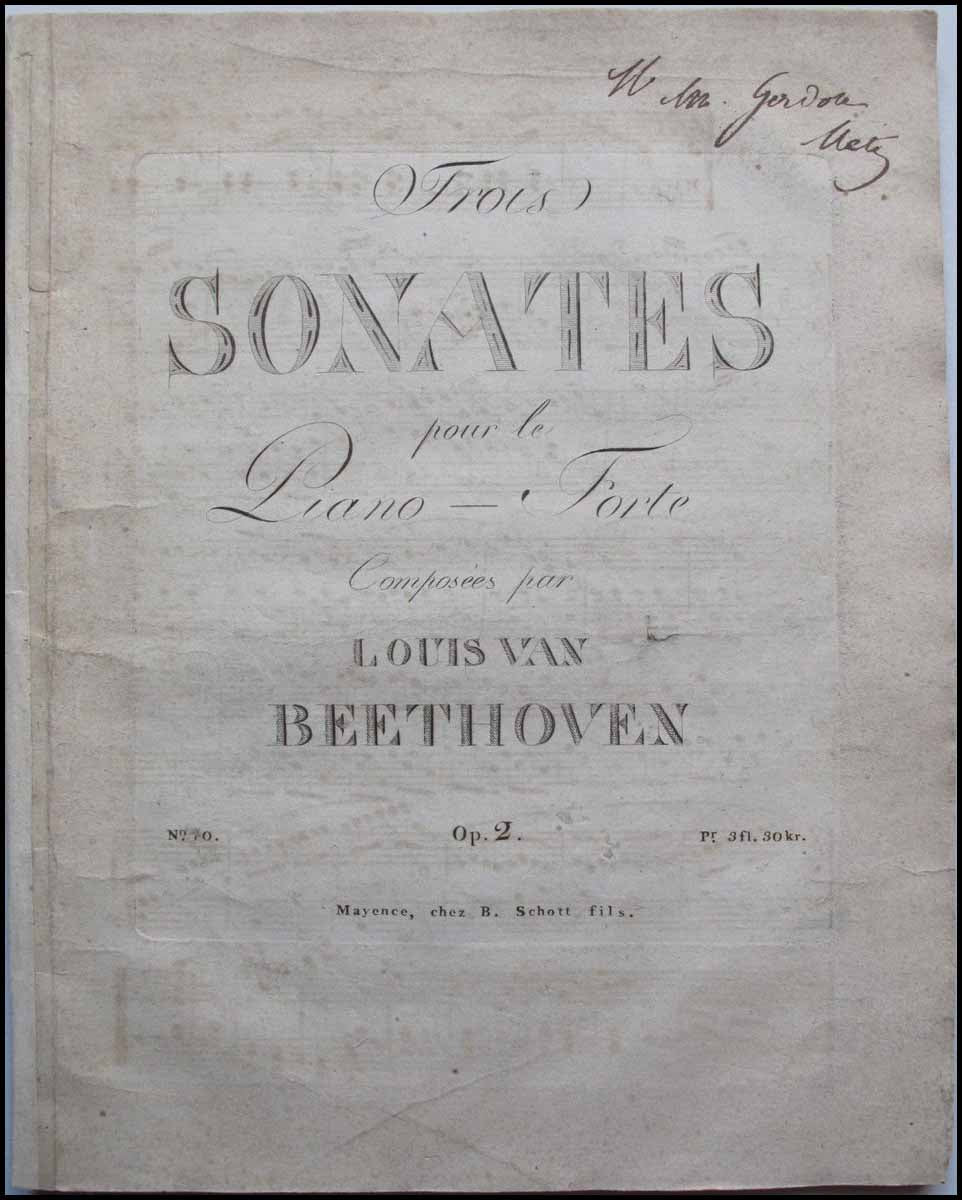 Gordon
Trois
SONATES
pour le
Piano — Forte
Composées par
LOUIS VAN
BEETHOVEN
Op. 2. Pr. 3 fl. 30 kr.
Mayence, chez B. Schott fils.